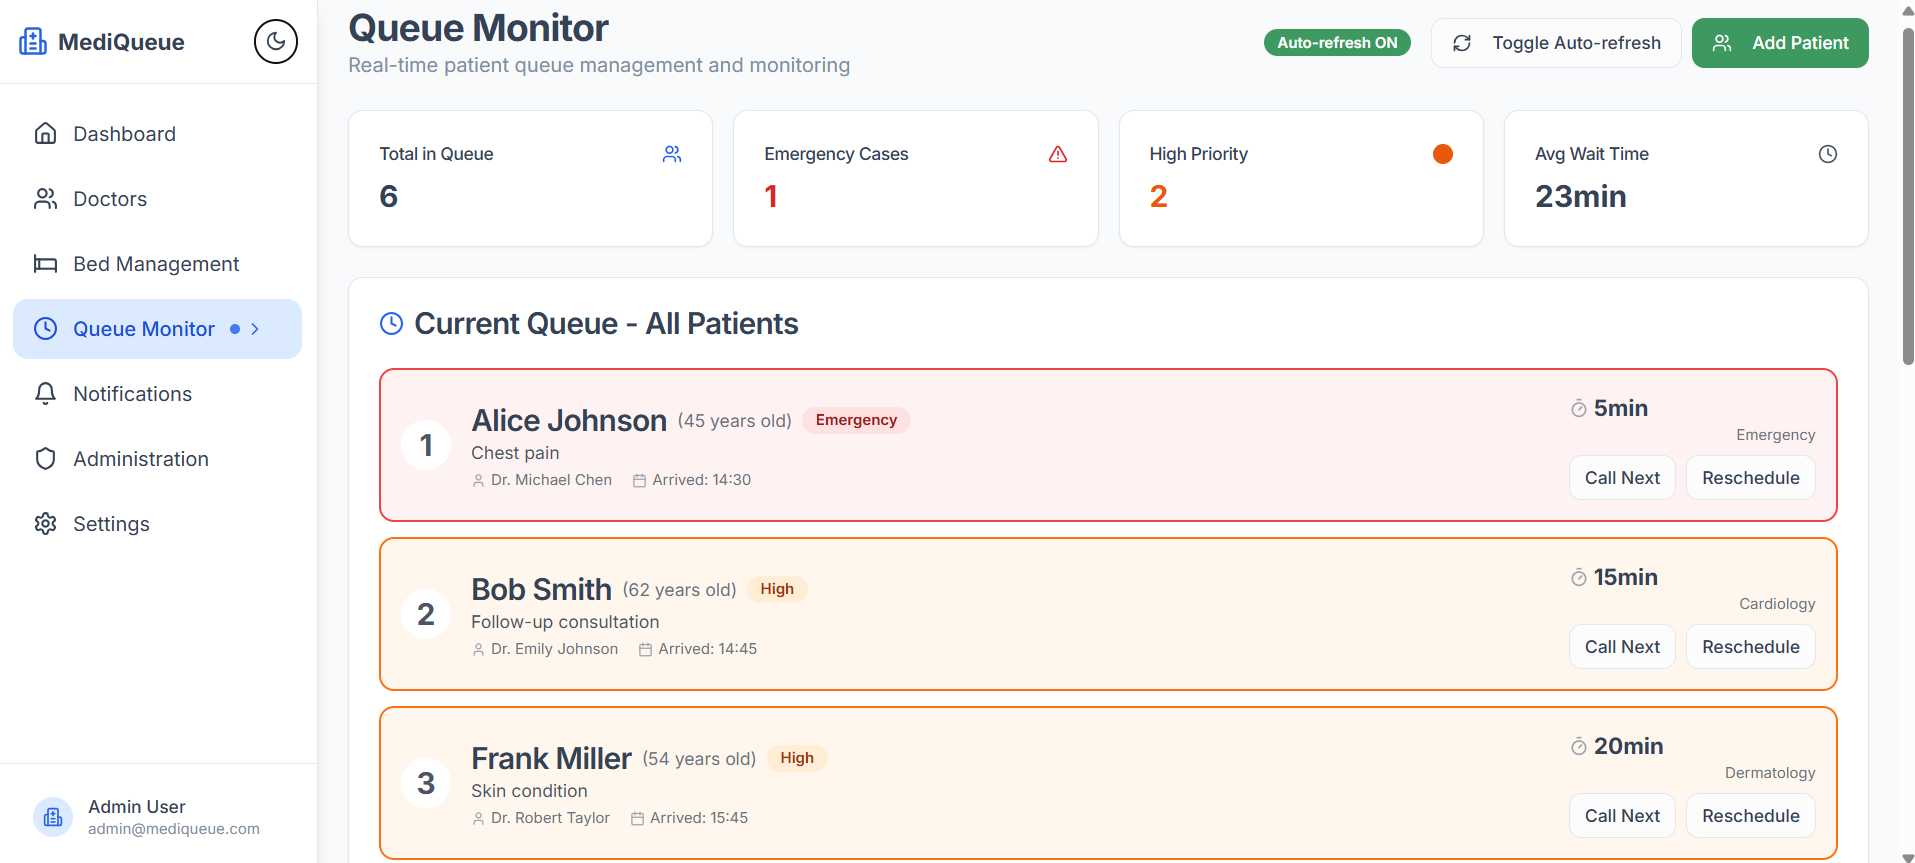 MediQueue
Dashboard
Doctors
Bed Management
Queue Monitor
Notifications
Administration
Settings
Admin User
admin@mediqueue.com
Queue Monitor
Real-time patient queue management and monitoring
Auto-refresh ON
Toggle Auto-refresh
Add Patient
Total in Queue
6
Emergency Cases
1
High Priority
2
Avg Wait Time
23min
Current Queue - All Patients
1
Alice Johnson (45 years old) Emergency
Chest pain
Dr. Michael Chen Arrived: 14:30
5min
Emergency
Call Next Reschedule
2
Bob Smith (62 years old) High
Follow-up consultation
Dr. Emily Johnson Arrived: 14:45
15min
Cardiology
Call Next Reschedule
3
Frank Miller (54 years old) High
Skin condition
Dr. Robert Taylor Arrived: 15:45
20min
Dermatology
Call Next Reschedule